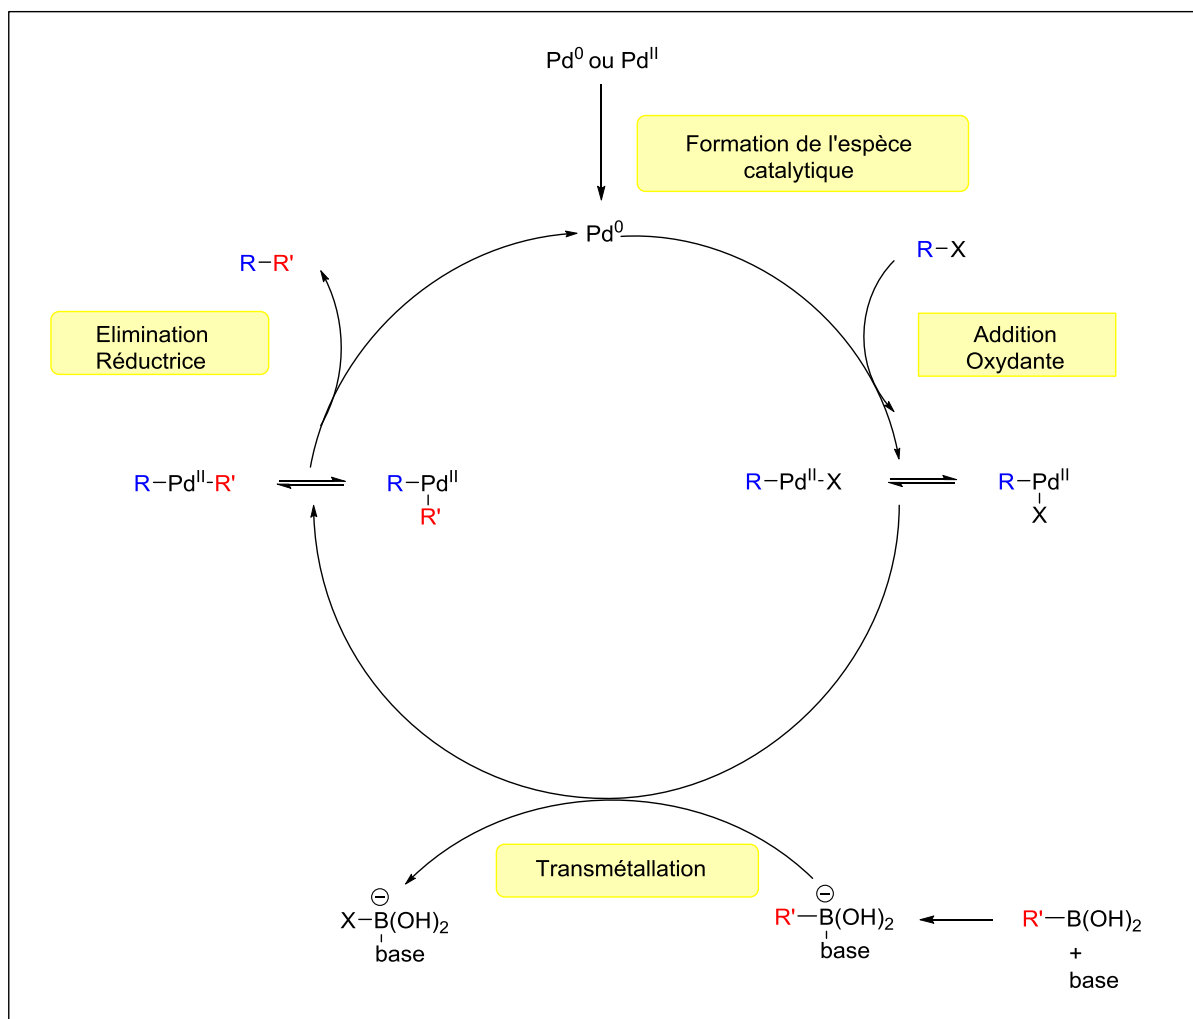 Pd⁰ ou Pdᴵᴵ
Formation de l'espèce
catalytique
Pd⁰
R–X
R–R'
Elimination
Réductrice
Addition
Oxydante
R–Pdᴵᴵ-R'
R–Pdᴵᴵ
R'
R–Pdᴵᴵ-X
R–Pdᴵᴵ
X
Transmétallation
⊖
X–B(OH)₂
base
⊖
R'–B(OH)₂
base
R'–B(OH)₂
+
base